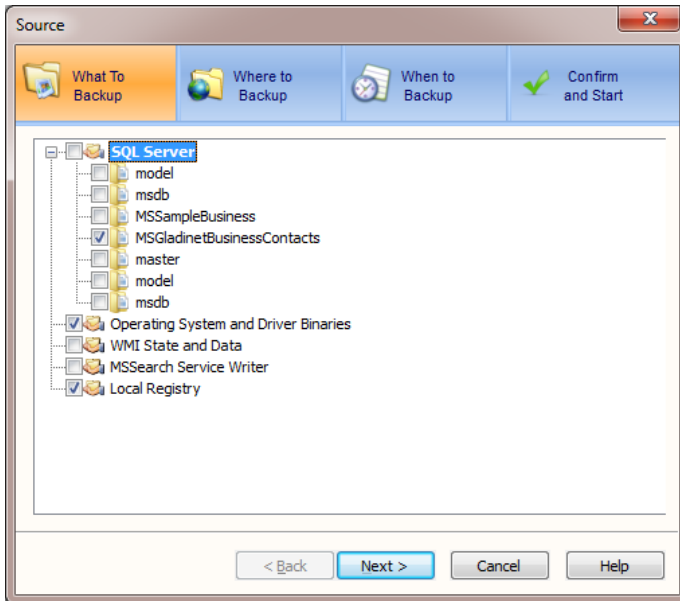 Source
What To
Backup
Where to
Backup
When to
Backup
Confirm
and Start
SQL Server
model
msdb
MSSampleBusiness
MSGladinetBusinessContacts
master
model
msdb
Operating System and Driver Binaries
WMI State and Data
MSSearch Service Writer
Local Registry
< Back
Next >
Cancel
Help